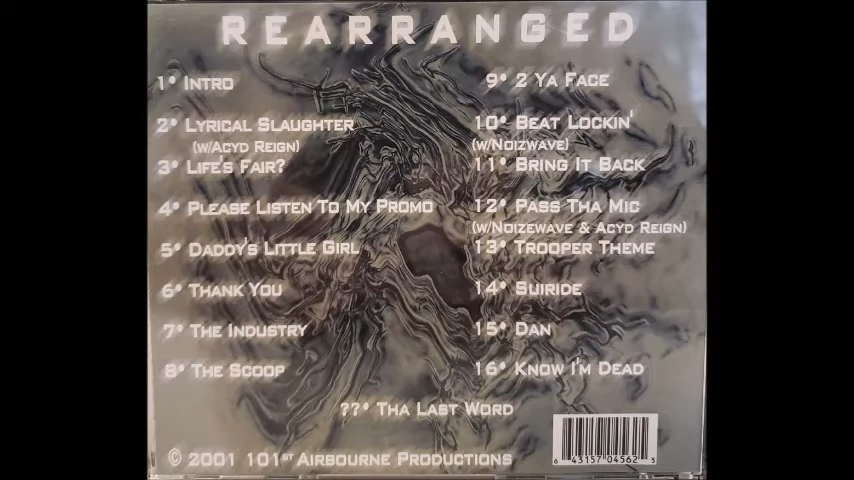 REARRANGED
1° INTRO
2° LYRICAL SLAUGHTER
(W/ACYD REIGN)
3° LIFE'S FAIR?
4° PLEASE LISTEN TO MY PROMO
5° DADDY'S LITTLE GIRL
6° THANK YOU
7° THE INDUSTRY
8° THE SCOOP
9° 2 YA FACE
10° BEAT LOCKIN'
(W/NOIZWAVE)
11° BRING IT BACK
12° PASS THA MIC
(W/NOIZEWAVE & ACYD REIGN)
13° TROOPER THEME
14° SUIRIDE
15° DAN
16° KNOW I'M DEAD
??° THA LAST WORD
© 2001 101ST AIRBOURNE PRODUCTIONS
6 43157 04562 5